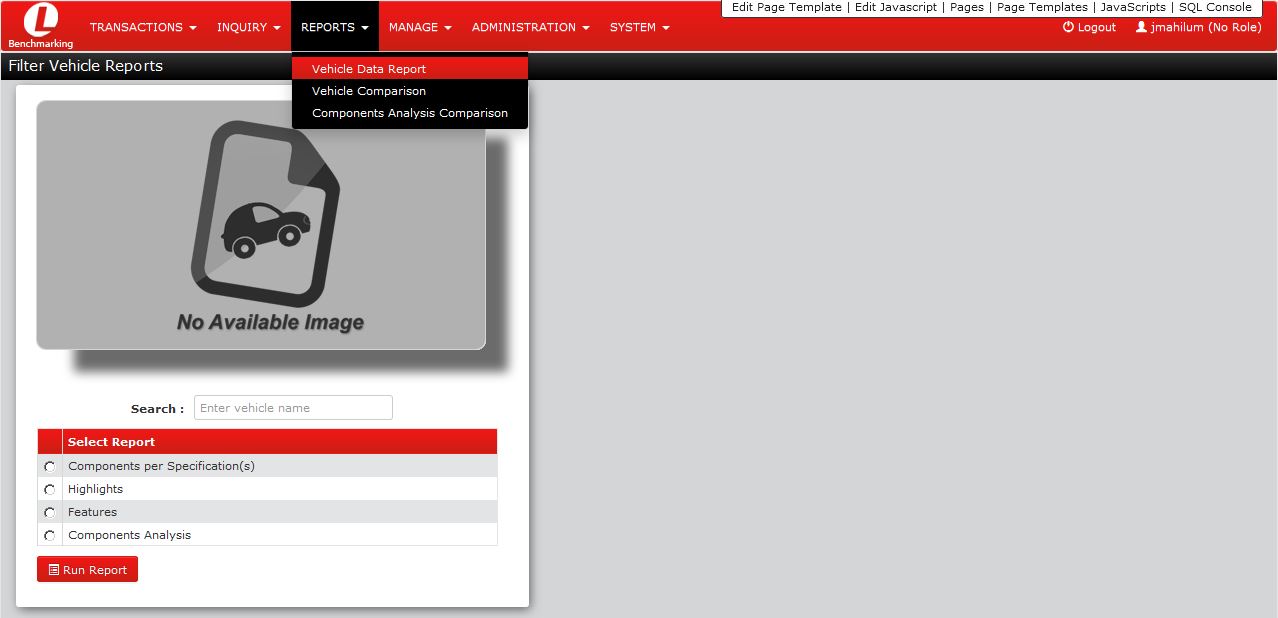 Edit Page Template | Edit Javascript | Pages | Page Templates | JavaScripts | SQL Console
L
Benchmarking
TRANSACTIONS INQUIRY REPORTS MANAGE ADMINISTRATION SYSTEM
Logout jmahilum (No Role)
Filter Vehicle Reports
Vehicle Data Report
Vehicle Comparison
Components Analysis Comparison
No Available Image
Search : Enter vehicle name
Select Report
Components per Specification(s)
Highlights
Features
Components Analysis
Run Report